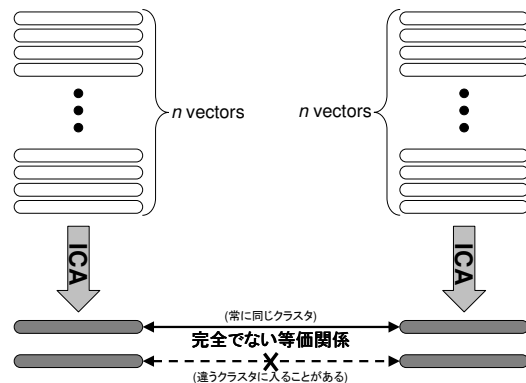 n vectors
n vectors
ICA
ICA
(常に同じクラスタ)
完全でない等価関係
(違うクラスタに入ることがある)